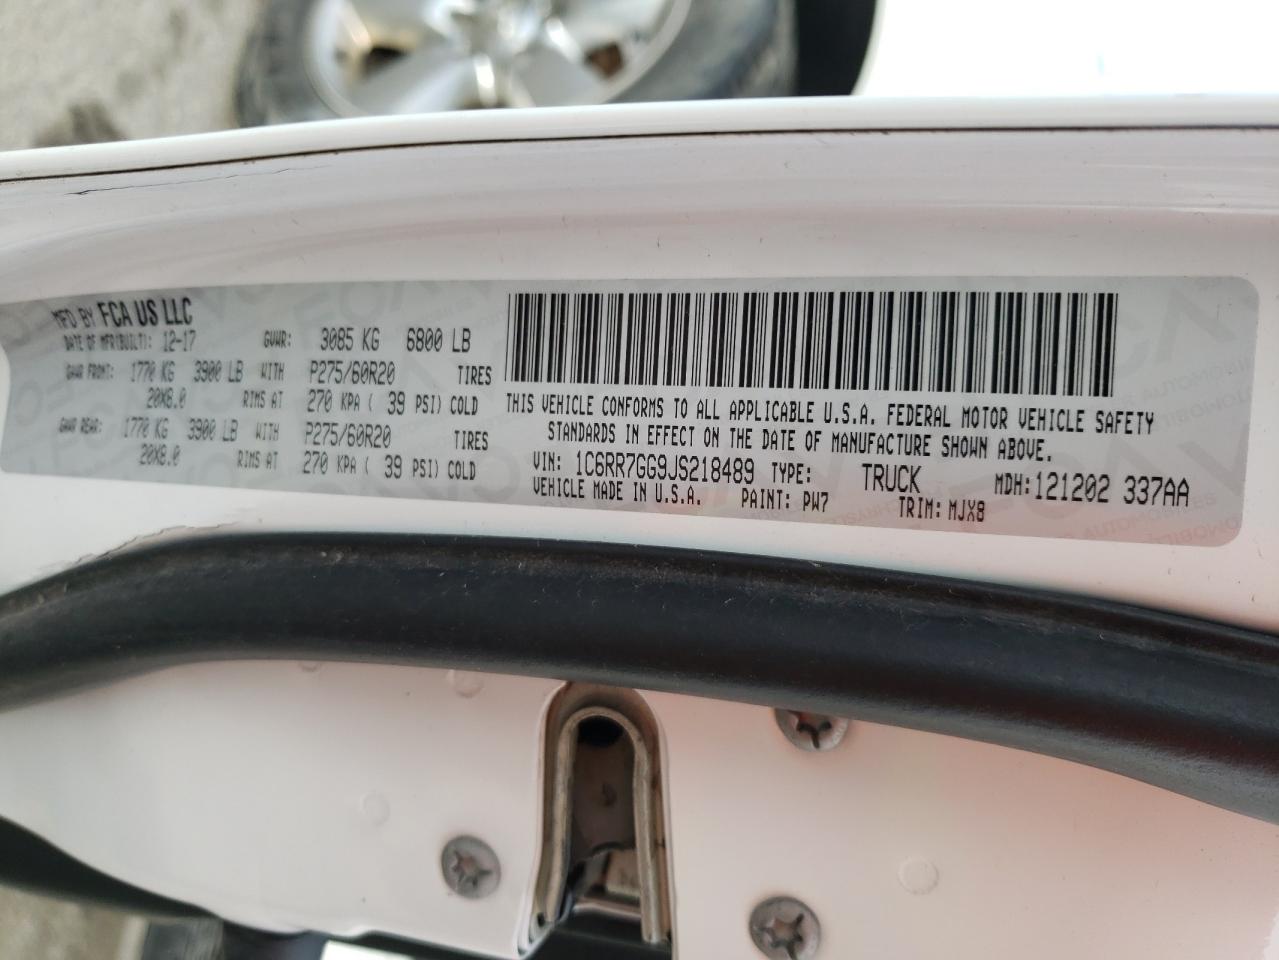 MFD BY FCA US LLC
DATE OF MFR(BUILT): 12-17 GVWR: 3085 KG 6800 LB
GAWR FRONT: 1770 KG 3900 LB WITH P275/60R20 TIRES
20X8.0 RIMS AT 270 KPA ( 39 PSI) COLD
GAWR REAR: 1770 KG 3900 LB WITH P275/60R20 TIRES
20X8.0 RIMS AT 270 KPA ( 39 PSI) COLD
THIS VEHICLE CONFORMS TO ALL APPLICABLE U.S.A. FEDERAL MOTOR VEHICLE SAFETY
STANDARDS IN EFFECT ON THE DATE OF MANUFACTURE SHOWN ABOVE.
VIN: 1C6RR7GG9JS218489 TYPE: TRUCK MDH:121202 337AA
VEHICLE MADE IN U.S.A. PAINT: PW7 TRIM: MJX8